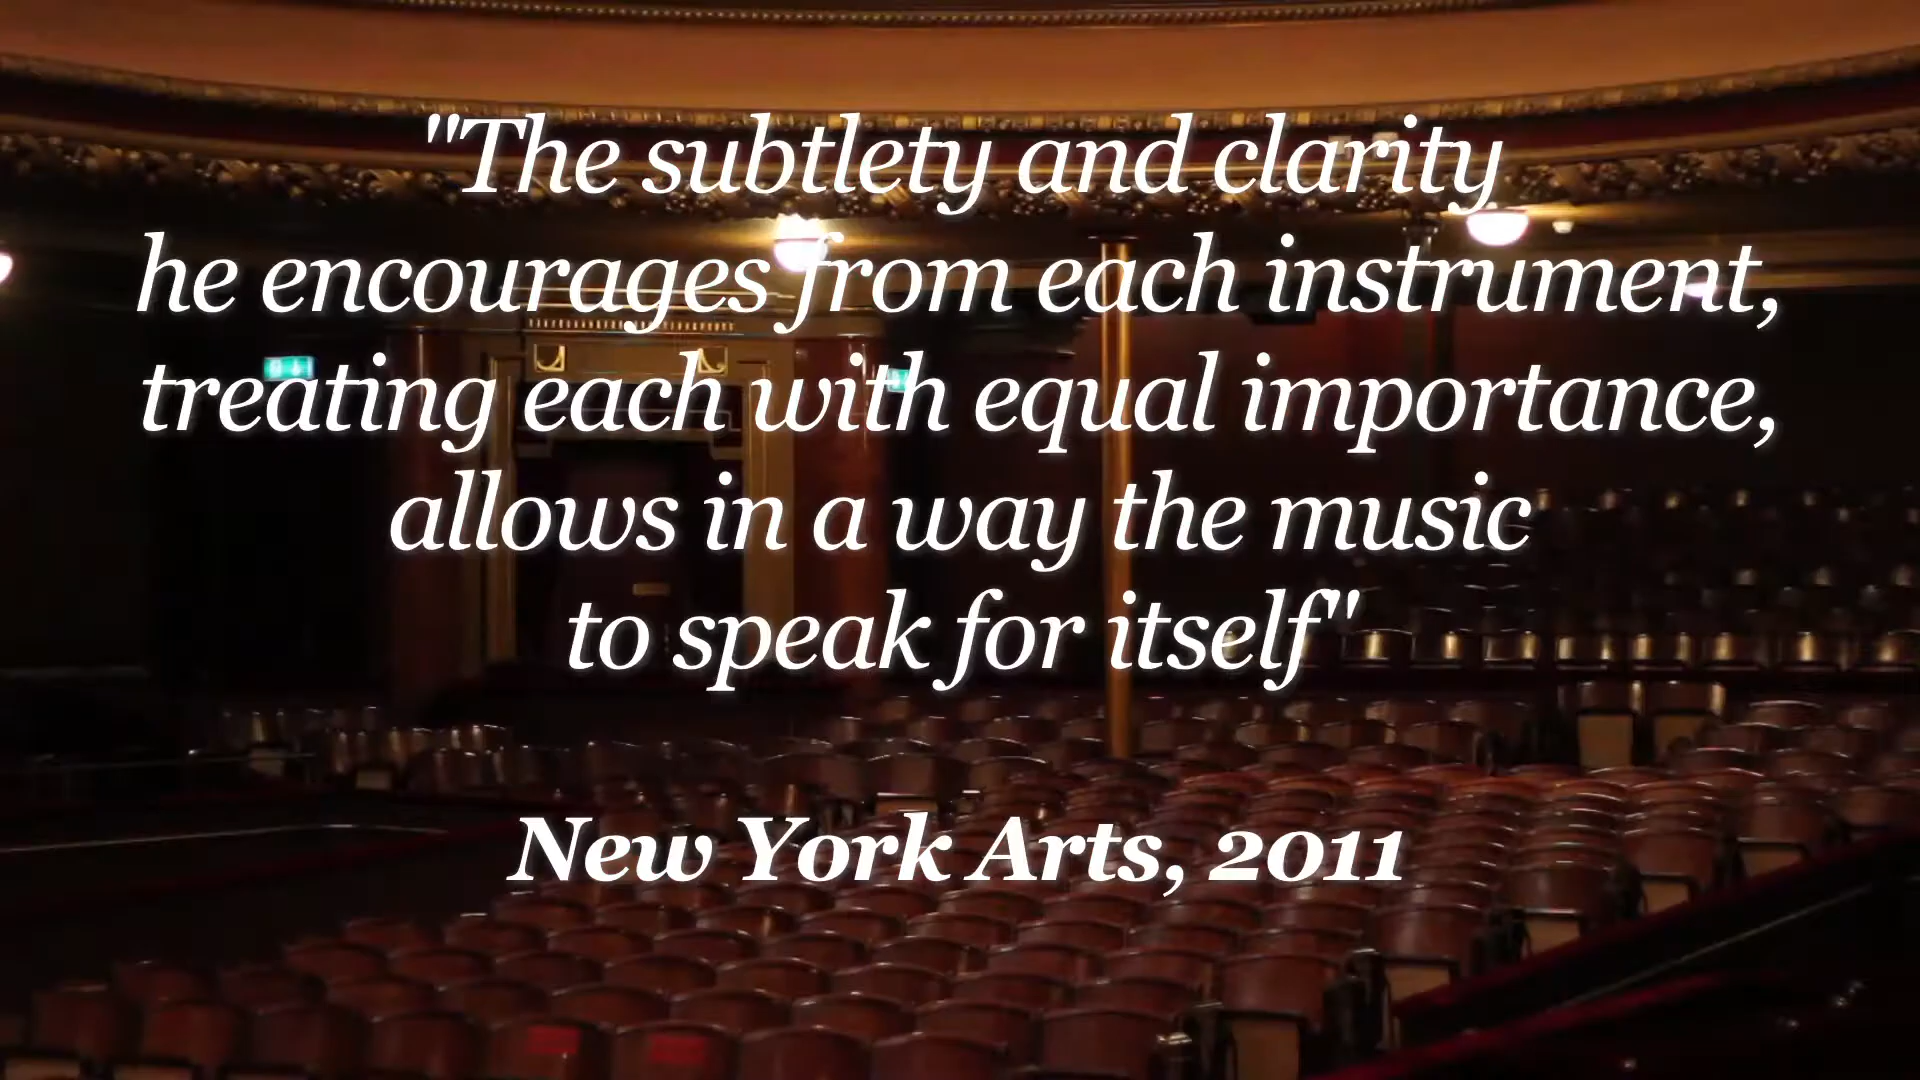 "The subtlety and clarity
he encourages from each instrument,
treating each with equal importance,
allows in a way the music
to speak for itself"
New York Arts, 2011